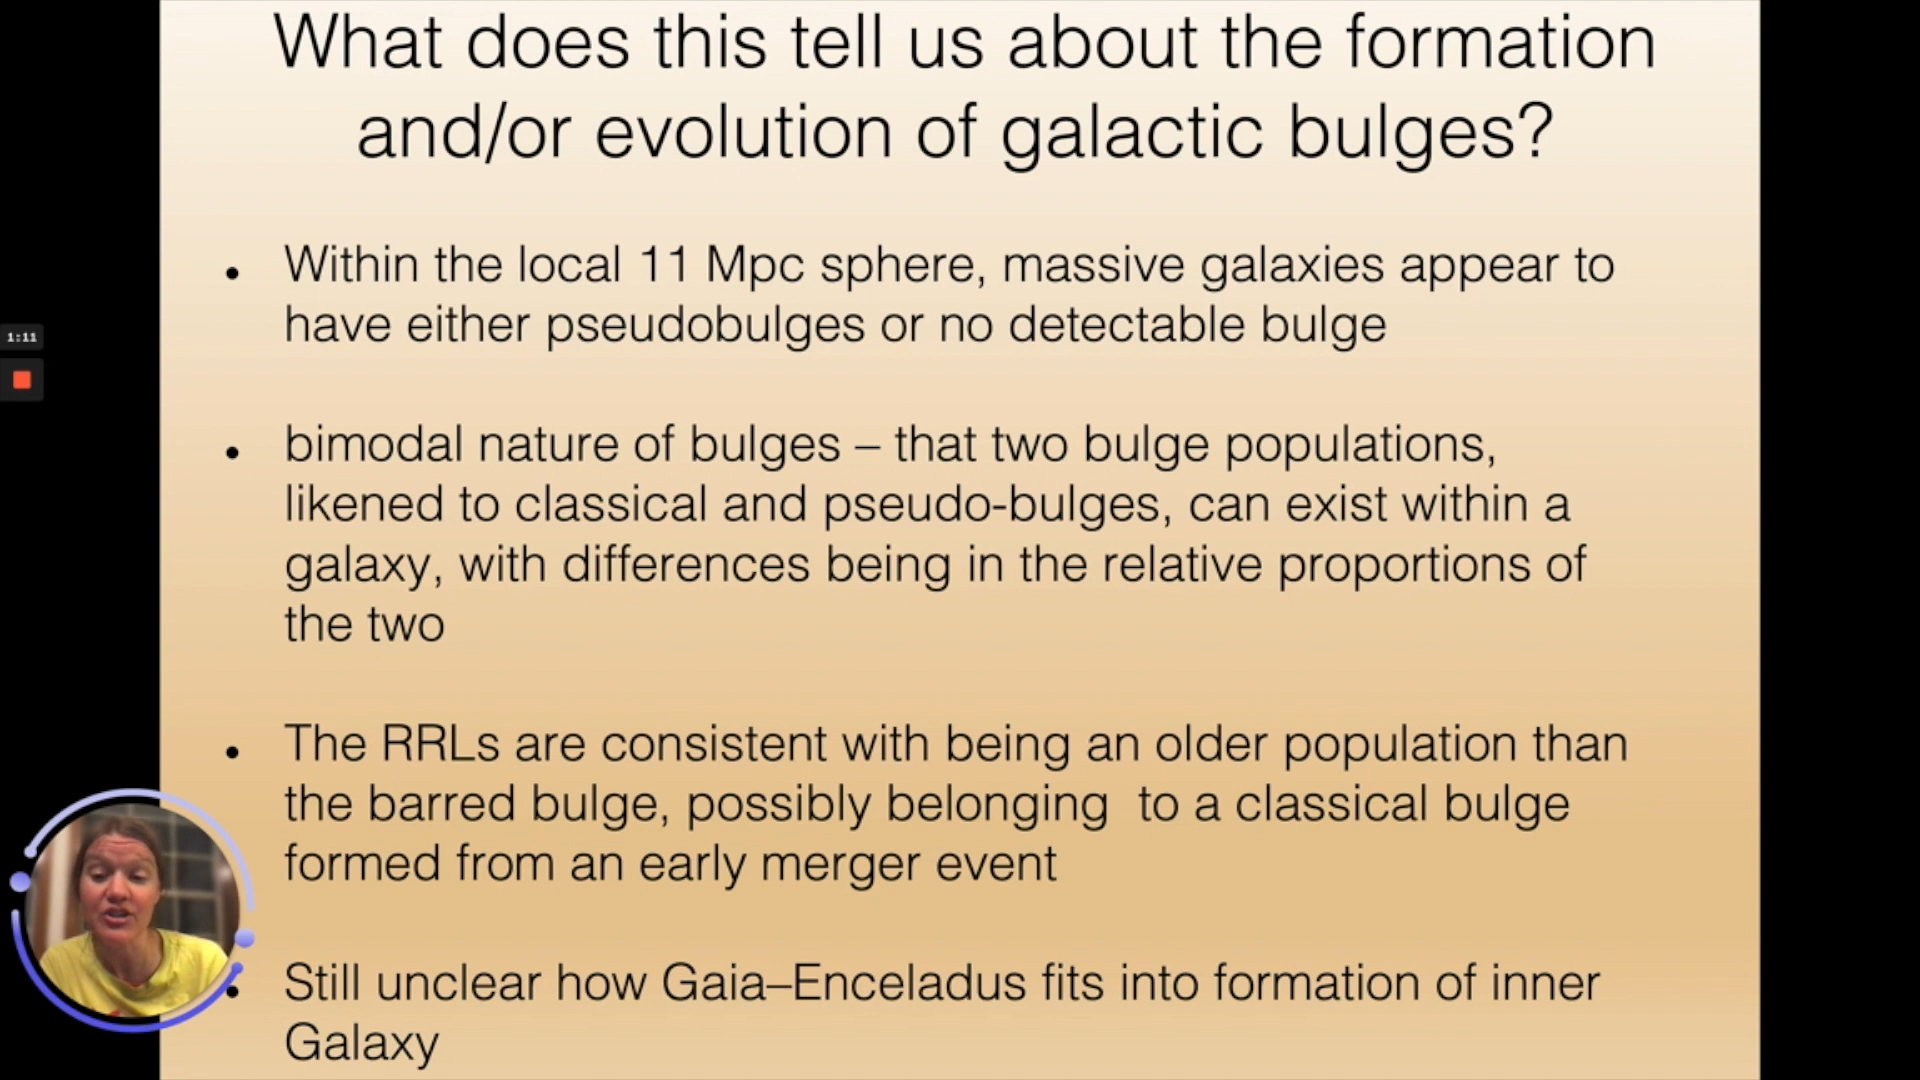 What does this tell us about the formation
and/or evolution of galactic bulges?
• Within the local 11 Mpc sphere, massive galaxies appear to
have either pseudobulges or no detectable bulge
• bimodal nature of bulges – that two bulge populations,
likened to classical and pseudo-bulges, can exist within a
galaxy, with differences being in the relative proportions of
the two
• The RRLs are consistent with being an older population than
the barred bulge, possibly belonging  to a classical bulge
formed from an early merger event
• Still unclear how Gaia–Enceladus fits into formation of inner
Galaxy
1:11